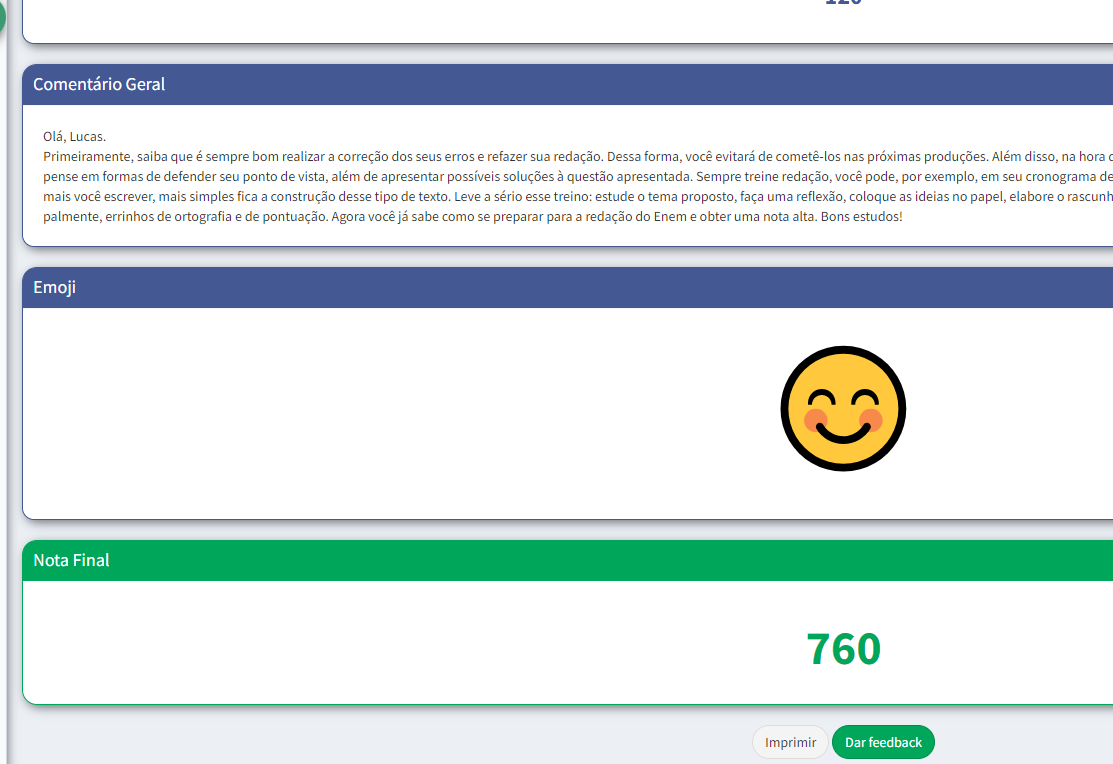 120
Comentário Geral
Olá, Lucas.
Primeiramente, saiba que é sempre bom realizar a correção dos seus erros e refazer sua redação. Dessa forma, você evitará de cometê-los nas próximas produções. Além disso, na hora
pense em formas de defender seu ponto de vista, além de apresentar possíveis soluções à questão apresentada. Sempre treine redação, você pode, por exemplo, em seu cronograma de
mais você escrever, mais simples fica a construção desse tipo de texto. Leve a sério esse treino: estude o tema proposto, faça uma reflexão, coloque as ideias no papel, elabore o
palmente, errinhos de ortografia e de pontuação. Agora você já sabe como se preparar para a redação do Enem e obter uma nota alta. Bons estudos!
Emoji
Nota Final
760
Imprimir Dar feedback